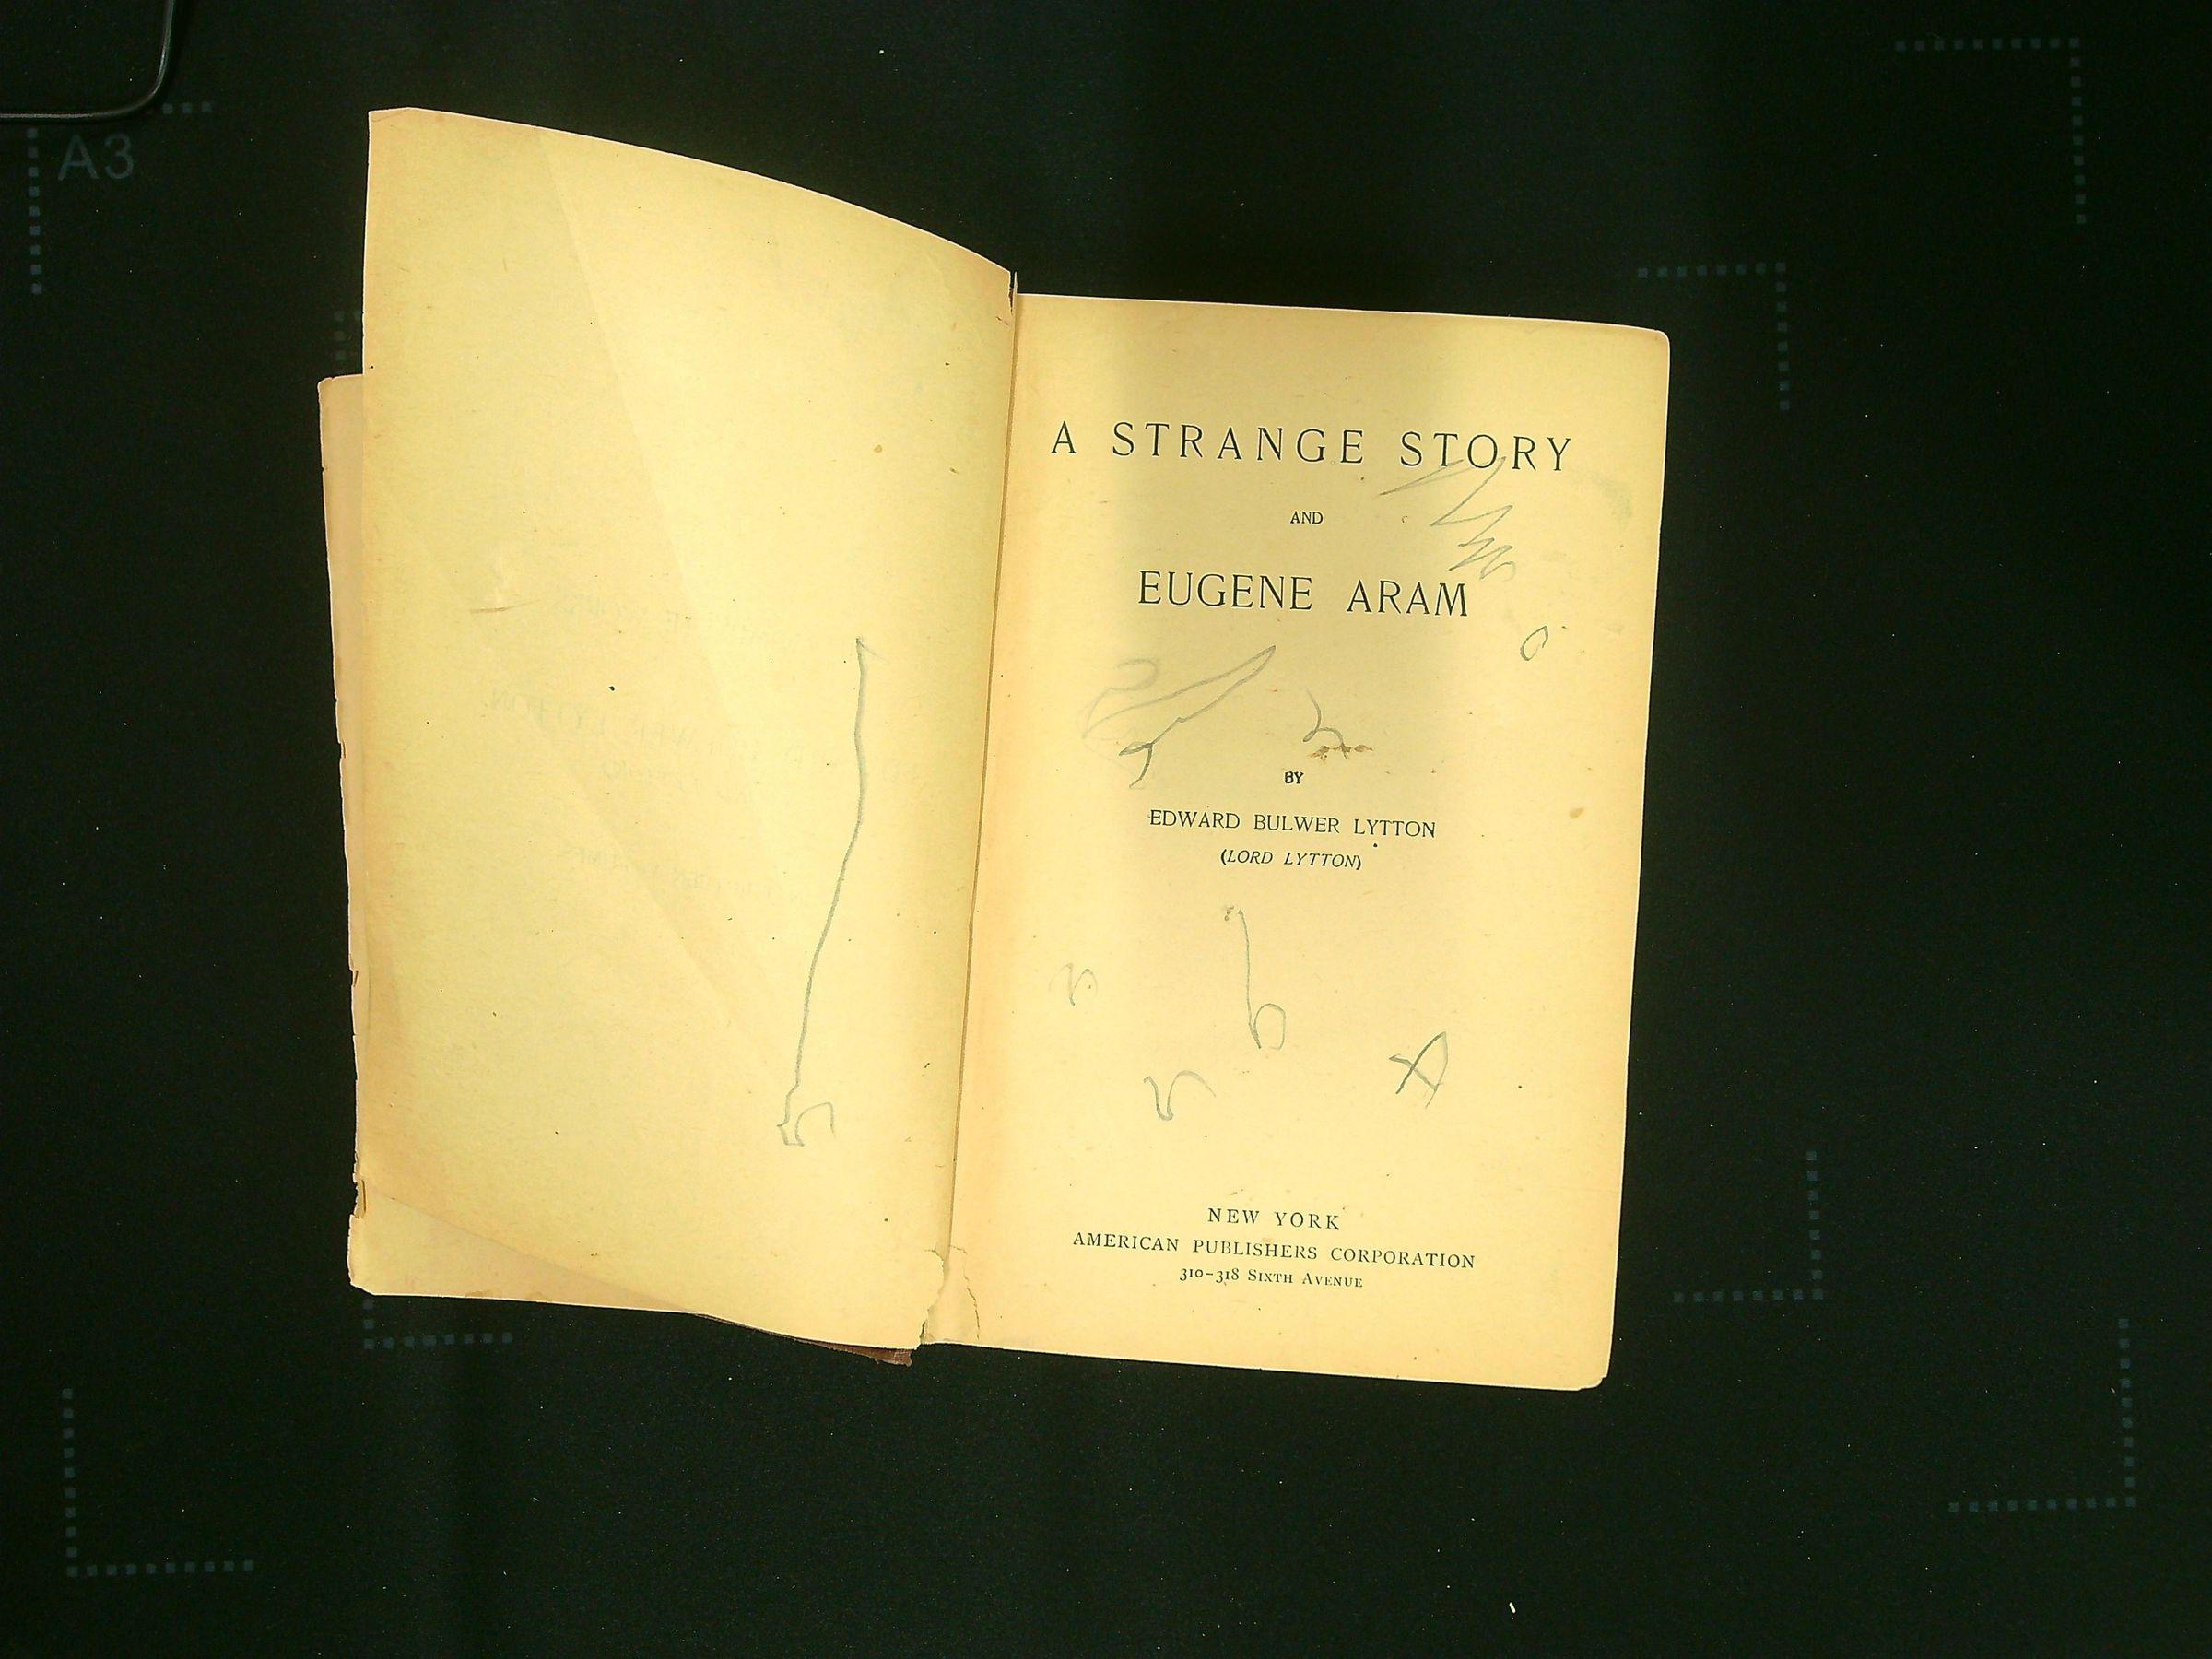 A3
A STRANGE STORY
AND
EUGENE ARAM
BY
EDWARD BULWER LYTTON
(LORD LYTTON)
NEW YORK
AMERICAN PUBLISHERS CORPORATION
310-318 SIXTH AVENUE